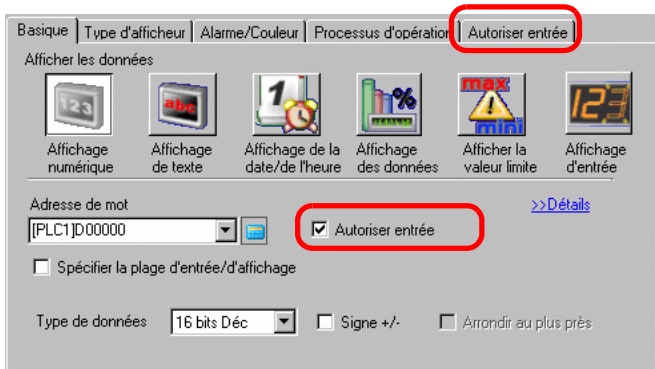 Basique Type d'afficheur Alarme/Couleur Processus d'opération Autoriser entrée
Afficher les données
123 abc 1 % max mini 123
Affichage numérique Affichage de texte Affichage de la date/de l'heure Affichage des données Afficher la valeur limite Affichage d'entrée
Adresse de mot >>Détails
[PLC1]D00000 Autoriser entrée
Spécifier la plage d'entrée/d'affichage
Type de données 16 bits Déc Signe +/- Arrondir au plus près